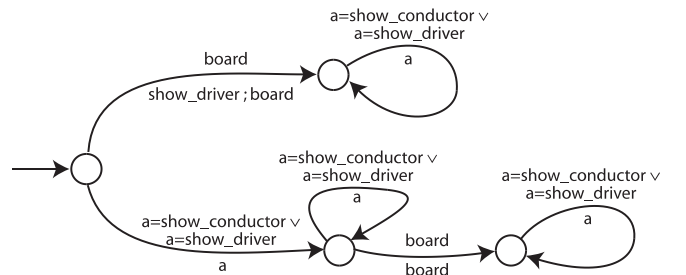 a=show_conductor ∨
a=show_driver
a
board
show_driver ; board
a=show_conductor ∨
a=show_driver
a
a=show_conductor ∨
a=show_driver
a
a=show_conductor ∨
a=show_driver
a
board
board